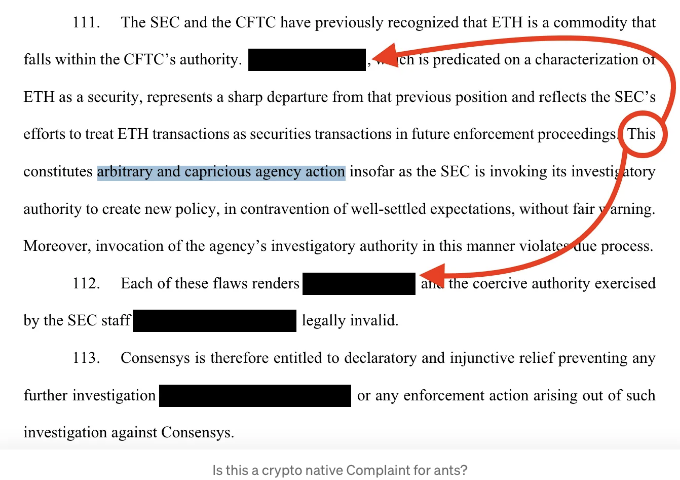 111. The SEC and the CFTC have previously recognized that ETH is a commodity that
falls within the CFTC’s authority. , which is predicated on a characterization of
ETH as a security, represents a sharp departure from that previous position and reflects the SEC’s
efforts to treat ETH transactions as securities transactions in future enforcement proceedings. This
constitutes arbitrary and capricious agency action insofar as the SEC is invoking its investigatory
authority to create new policy, in contravention of well-settled expectations, without fair warning.
Moreover, invocation of the agency’s investigatory authority in this manner violates due process.
112. Each of these flaws renders and the coercive authority exercised
by the SEC staff legally invalid.
113. Consensys is therefore entitled to declaratory and injunctive relief preventing any
further investigation or any enforcement action arising out of such
investigation against Consensys.
Is this a crypto native Complaint for ants?